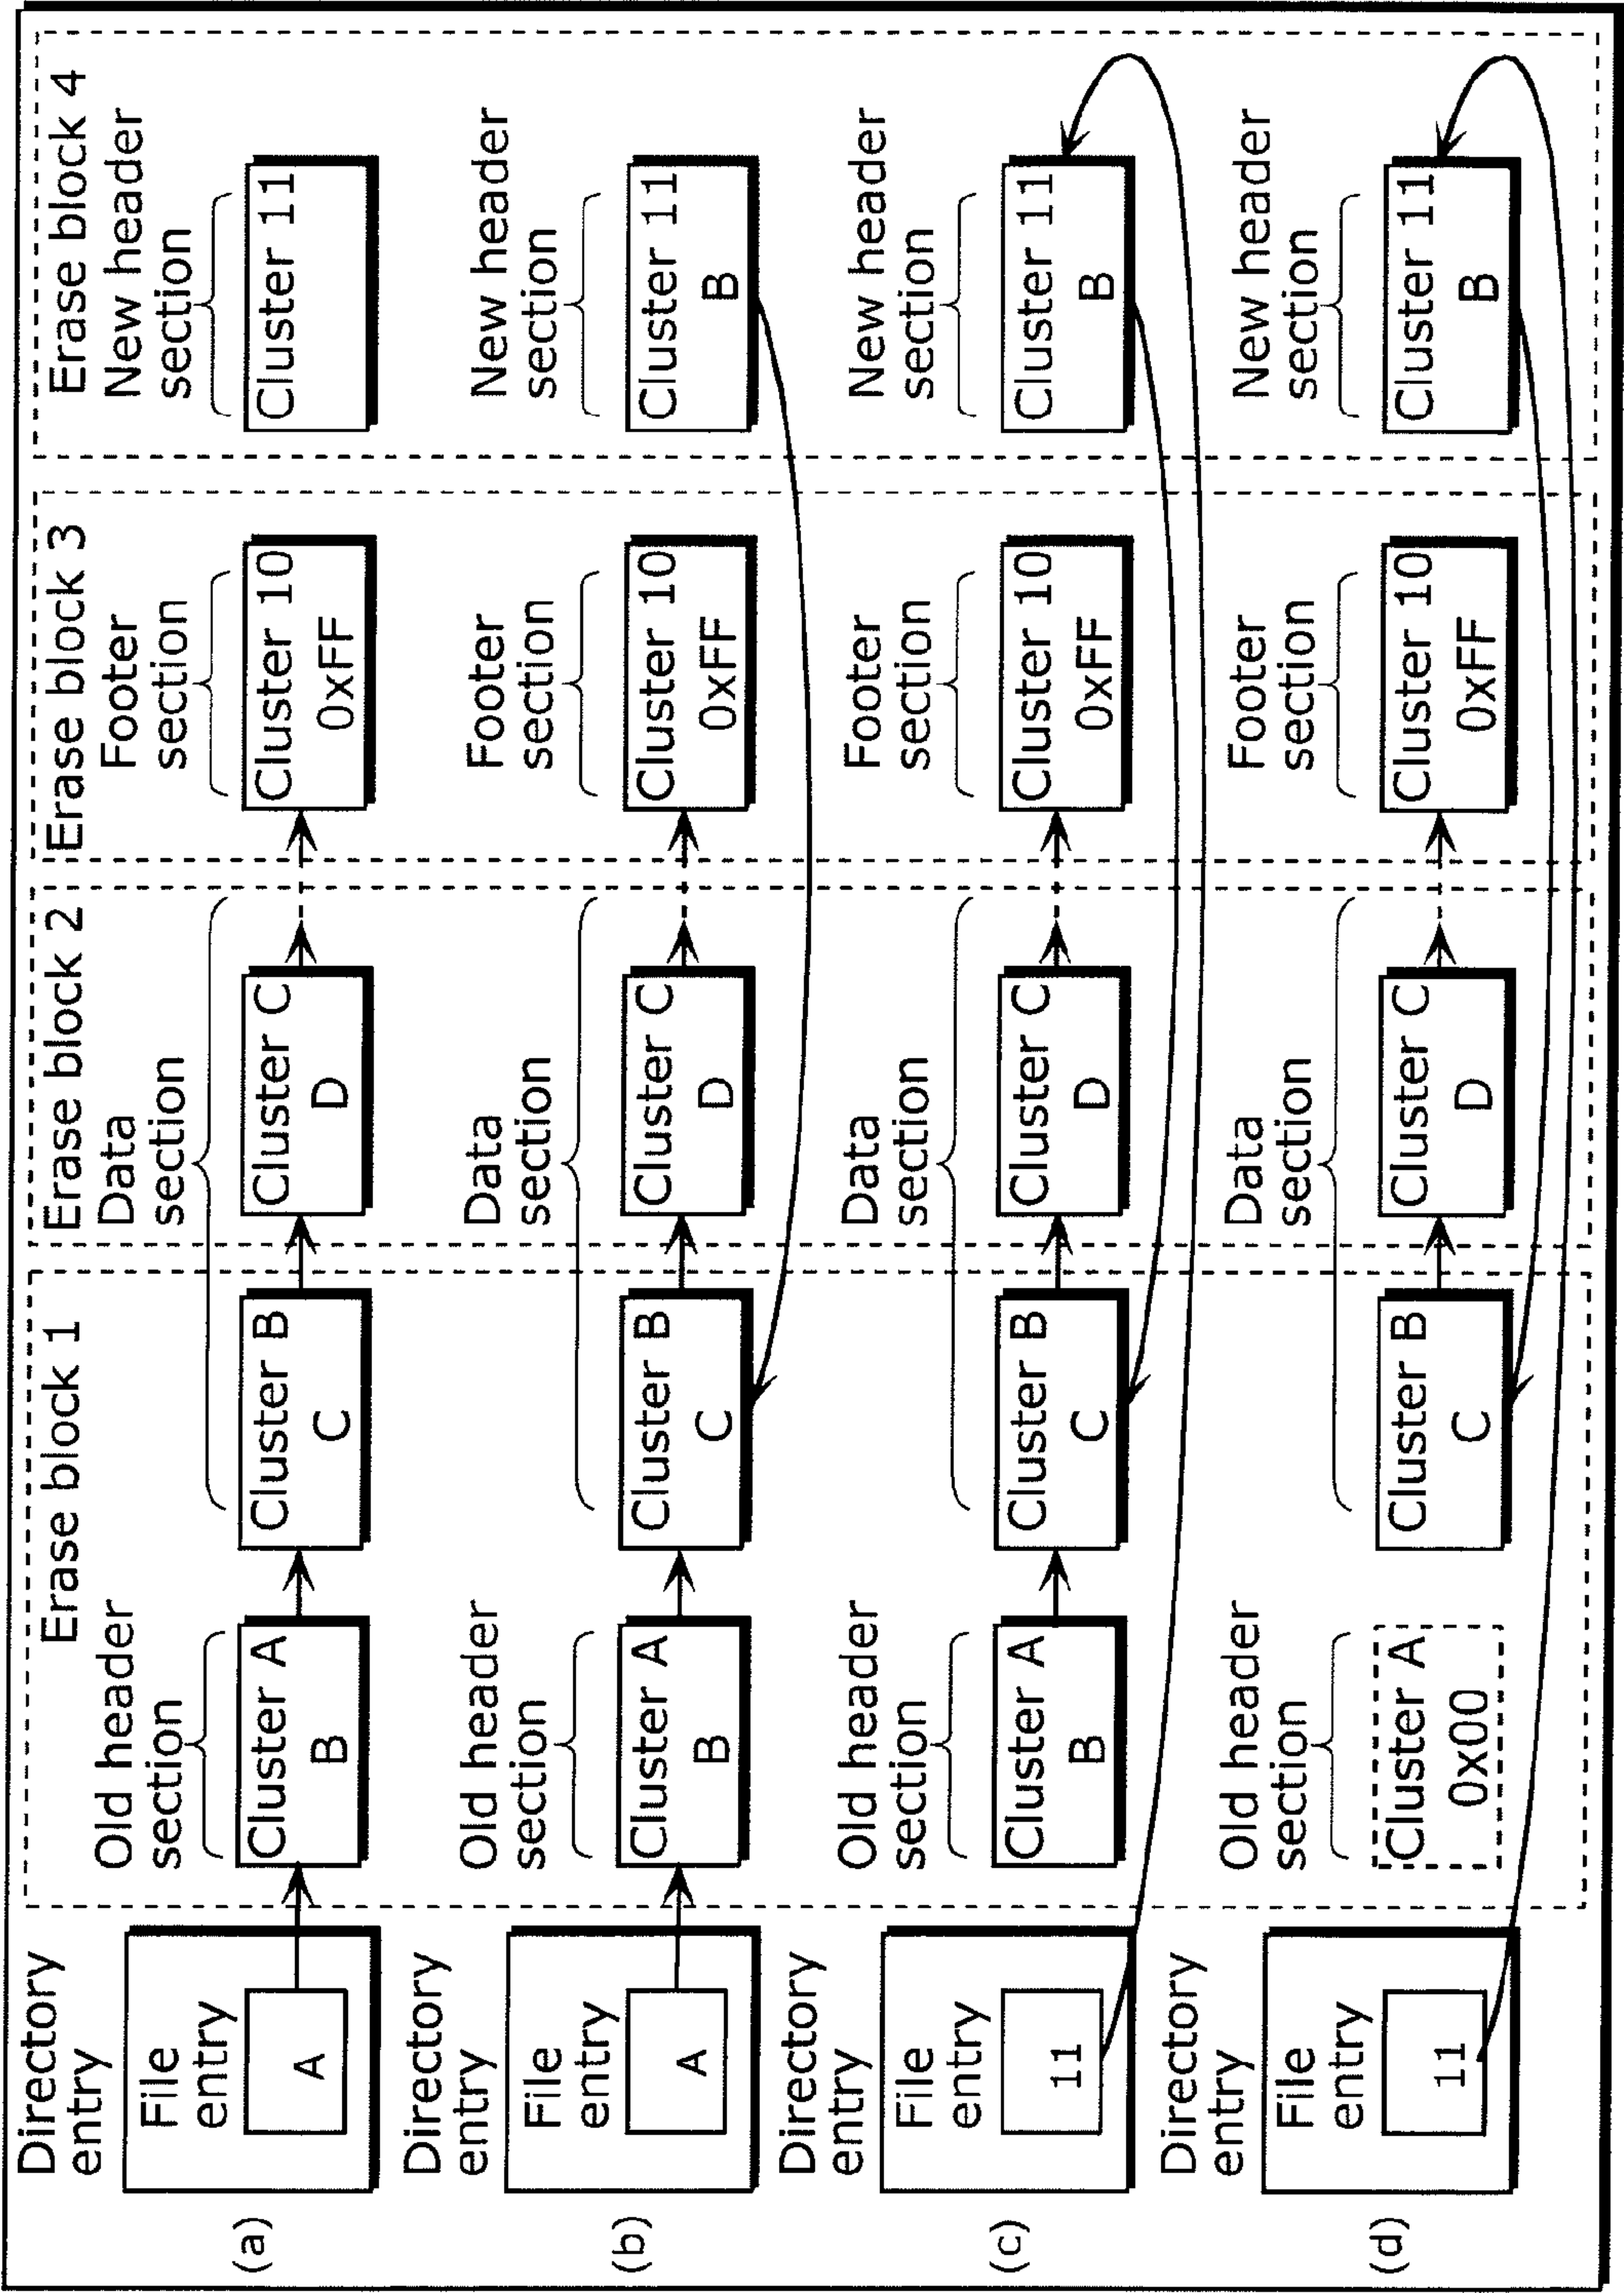 Erase block 1
Erase block 2
Erase block 3
Erase block 4
(a)
Directory
entry
File
entry
A
Old header
section
Cluster A
B
Data
section
Cluster B
C
Cluster C
D
Footer
section
Cluster 10
0xFF
New header
section
Cluster 11
(b)
Directory
entry
File
entry
A
Old header
section
Cluster A
B
Data
section
Cluster B
C
Cluster C
D
Footer
section
Cluster 10
0xFF
New header
section
Cluster 11
B
(c)
Directory
entry
File
entry
11
Old header
section
Cluster A
B
Data
section
Cluster B
C
Cluster C
D
Footer
section
Cluster 10
0xFF
New header
section
Cluster 11
B
(d)
Directory
entry
File
entry
11
Old header
section
Cluster A
0x00
Data
section
Cluster B
C
Cluster C
D
Footer
section
Cluster 10
0xFF
New header
section
Cluster 11
B